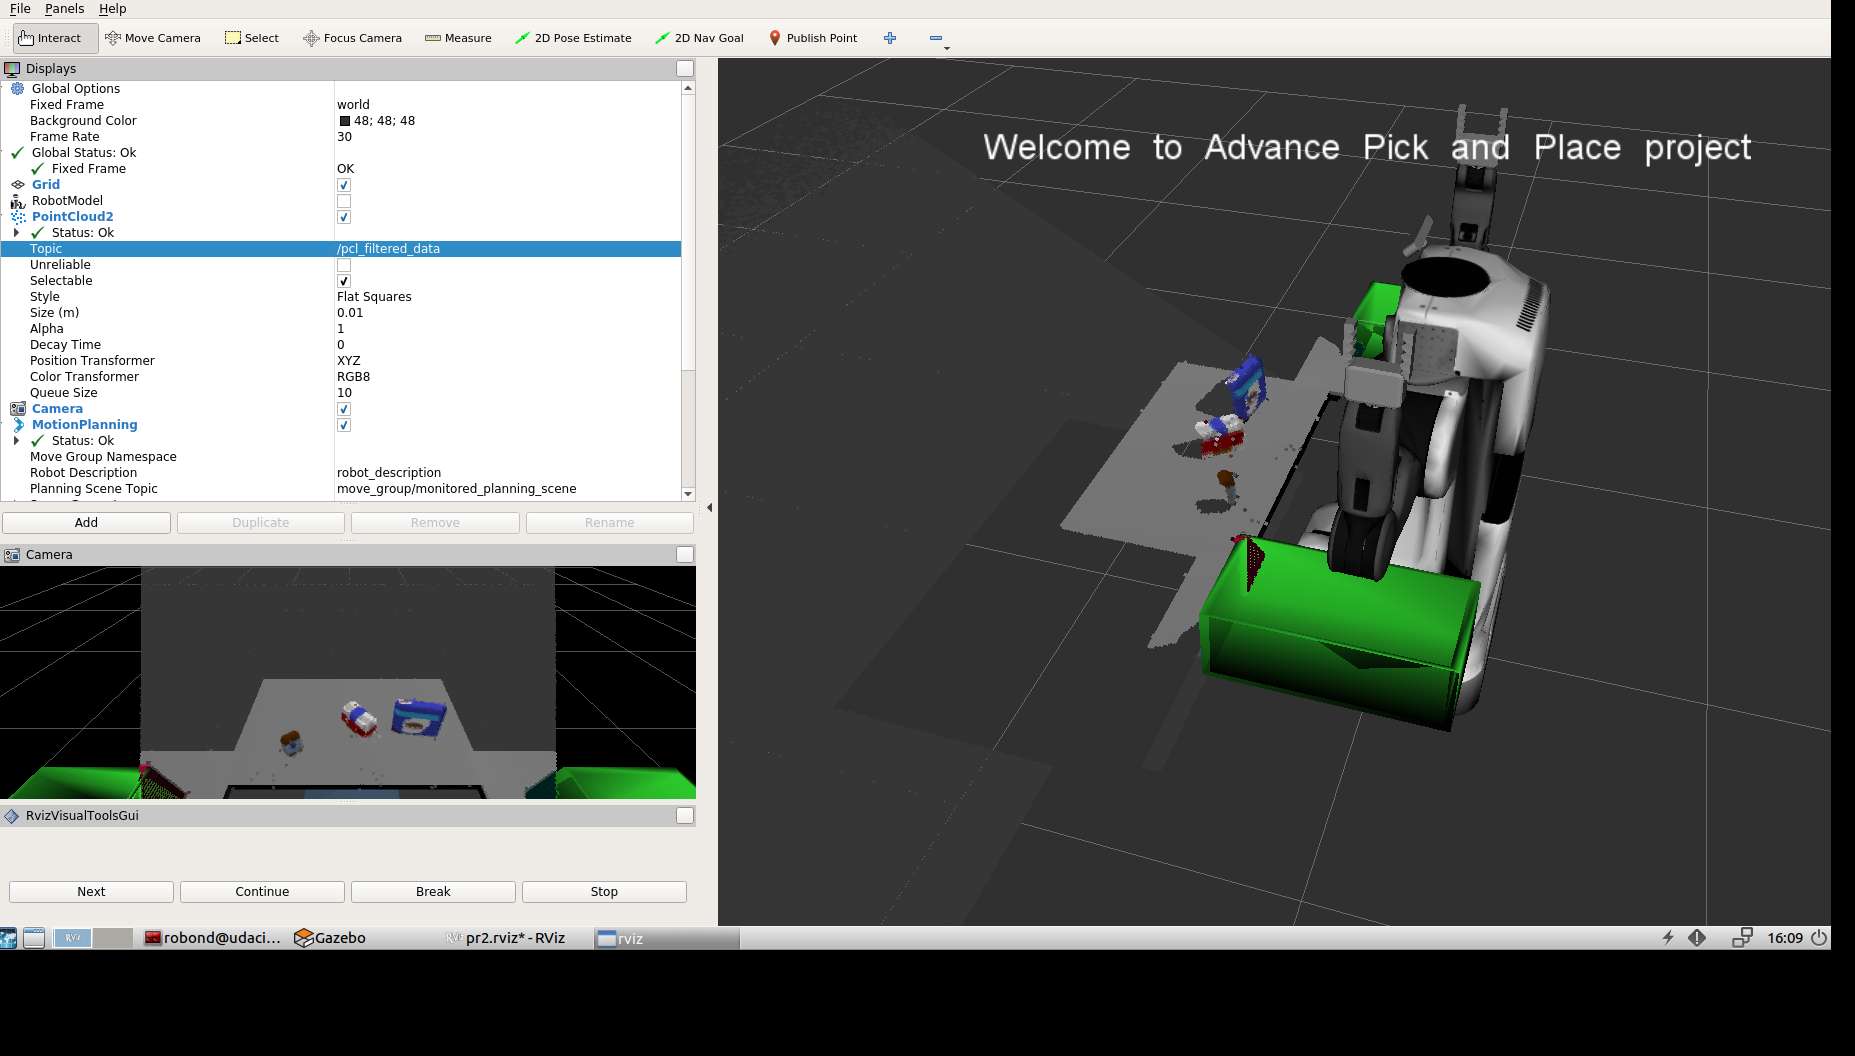 File Panels Help
Interact Move Camera Select Focus Camera Measure 2D Pose Estimate 2D Nav Goal Publish Point
Displays
Global Options
Fixed Frame world
Background Color 48; 48; 48
Frame Rate 30
Global Status: Ok
Fixed Frame OK
Grid
RobotModel
PointCloud2
Status: Ok
Topic /pcl_filtered_data
Unreliable
Selectable
Style Flat Squares
Size (m) 0.01
Alpha 1
Decay Time 0
Position Transformer XYZ
Color Transformer RGB8
Queue Size 10
Camera
MotionPlanning
Status: Ok
Move Group Namespace
Robot Description robot_description
Planning Scene Topic move_group/monitored_planning_scene
Add Duplicate Remove Rename
Camera
RvizVisualToolsGui
Next Continue Break Stop
Welcome to Advance Pick and Place project
RViz robond@udaci... Gazebo RViz pr2.rviz* - RViz rviz 16:09